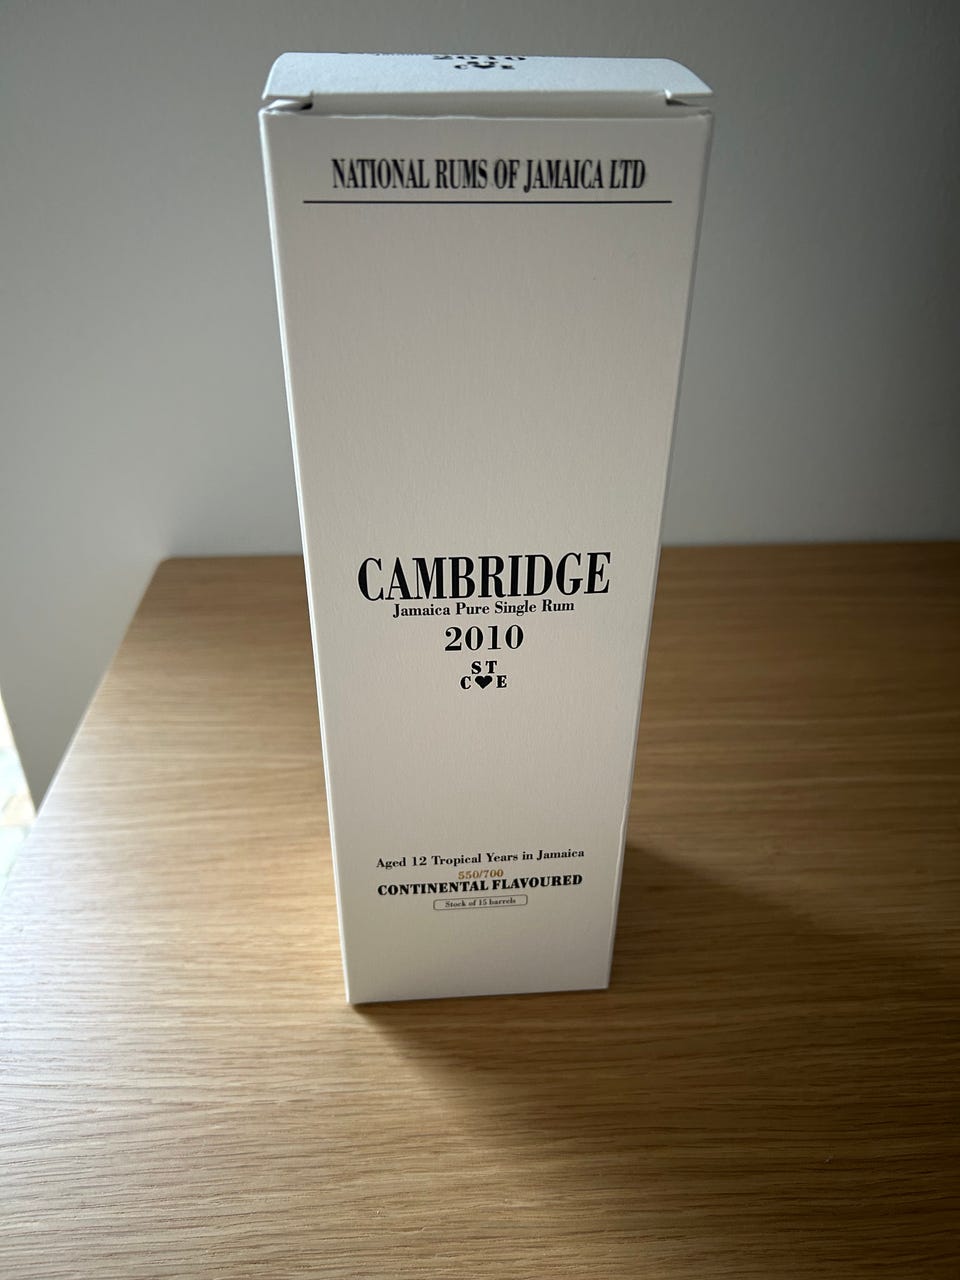 2010
C♥E
NATIONAL RUMS OF JAMAICA LTD
CAMBRIDGE
Jamaica Pure Single Rum
2010
S T
C♥E
Aged 12 Tropical Years in Jamaica
550/700
CONTINENTAL FLAVOURED
Stock of 15 barrels